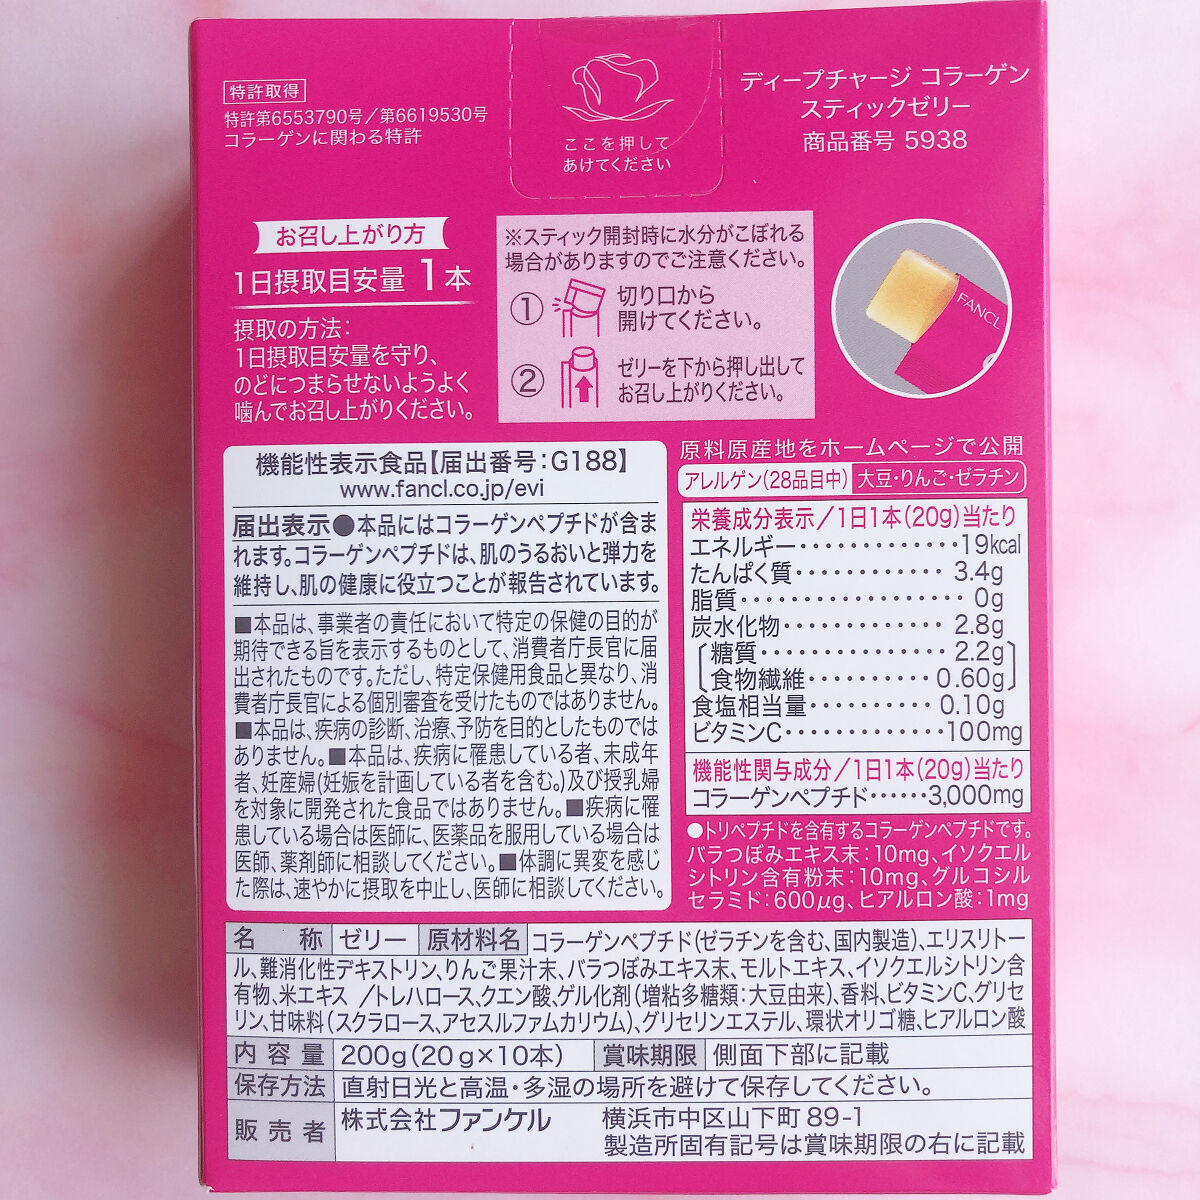 特許取得
特許第6553790号／第6619530号
コラーゲンに関わる特許
ここを押して
あけてください
ディープチャージ コラーゲン
スティックゼリー
商品番号 5938
お召し上がり方
1日摂取目安量 1本
摂取の方法：
1日摂取目安量を守り、
のどにつまらせないようよく
噛んでお召し上がりください。
※スティック開封時に水分がこぼれる
場合がありますのでご注意ください。
① 切り口から
開けてください。
② ゼリーを下から押し出して
お召し上がりください。
FANCL
機能性表示食品【届出番号：G188】
www.fancl.co.jp/evi
届出表示●本品にはコラーゲンペプチドが含ま
れます。コラーゲンペプチドは、肌のうるおいと弾力を
維持し、肌の健康に役立つことが報告されています。
■本品は、事業者の責任において特定の保健の目的が
期待できる旨を表示するものとして、消費者庁長官に届
出されたものです。ただし、特定保健用食品と異なり、消
費者庁長官による個別審査を受けたものではありません。
■本品は、疾病の診断、治療、予防を目的としたものでは
ありません。■本品は、疾病に罹患している者、未成年
者、妊産婦(妊娠を計画している者を含む。)及び授乳婦
を対象に開発された食品ではありません。■疾病に罹
患している場合は医師に、医薬品を服用している場合は
医師、薬剤師に相談してください。■体調に異変を感じ
た際は、速やかに摂取を中止し、医師に相談してください。
原料原産地をホームページで公開
アレルゲン(28品目中) 大豆・りんご・ゼラチン
栄養成分表示／1日1本(20g)当たり
エネルギー・・・・・・・・・・・・・19kcal
たんぱく質・・・・・・・・・・・・3.4g
脂質・・・・・・・・・・・・・・・・・0g
炭水化物・・・・・・・・・・・・・2.8g
糖質・・・・・・・・・・・・・・・2.2g
食物繊維・・・・・・・・・・0.60g
食塩相当量・・・・・・・・・・0.10g
ビタミンC・・・・・・・・・・・・・100mg
機能性関与成分／1日1本(20g)当たり
コラーゲンペプチド・・・・・・3,000mg
●トリペプチドを含有するコラーゲンペプチドです。
バラつぼみエキス末：10mg、イソクエル
シトリン含有粉末：10mg、グルコシル
セラミド：600μg、ヒアルロン酸：1mg
名称 ゼリー 原材料名 コラーゲンペプチド(ゼラチンを含む、国内製造)、エリスリトー
ル、難消化性デキストリン、りんご果汁末、バラつぼみエキス末、モルトエキス、イソクエルシトリン含
有物、米エキス／トレハロース、クエン酸、ゲル化剤(増粘多糖類：大豆由来)、香料、ビタミンC、グリセ
リン、甘味料(スクラロース、アセスルファムカリウム)、グリセリンエステル、環状オリゴ糖、ヒアルロン酸
内容量 200g(20g×10本) 賞味期限 側面下部に記載
保存方法 直射日光と高温・多湿の場所を避けて保存してください。
販売者 株式会社ファンケル 横浜市中区山下町 89-1
製造所固有記号は賞味期限の右に記載